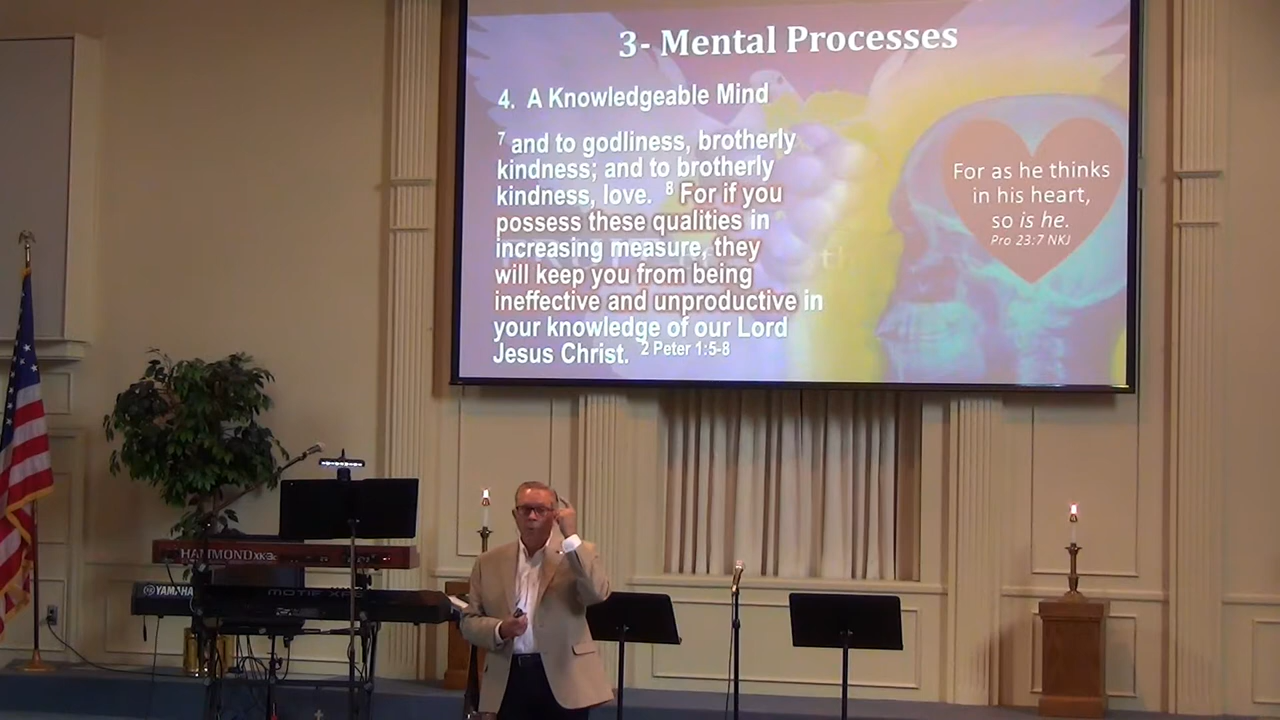 3- Mental Processes
4. A Knowledgeable Mind
7 and to godliness, brotherly
kindness; and to brotherly
kindness, love. 8 For if you
possess these qualities in
increasing measure, they
will keep you from being
ineffective and unproductive in
your knowledge of our Lord
Jesus Christ. 2 Peter 1:5-8
For as he thinks
in his heart,
so is he.
Pro 23:7 NKJ
HAMMOND XK-3c
YAMAHA
MOTIF XF8